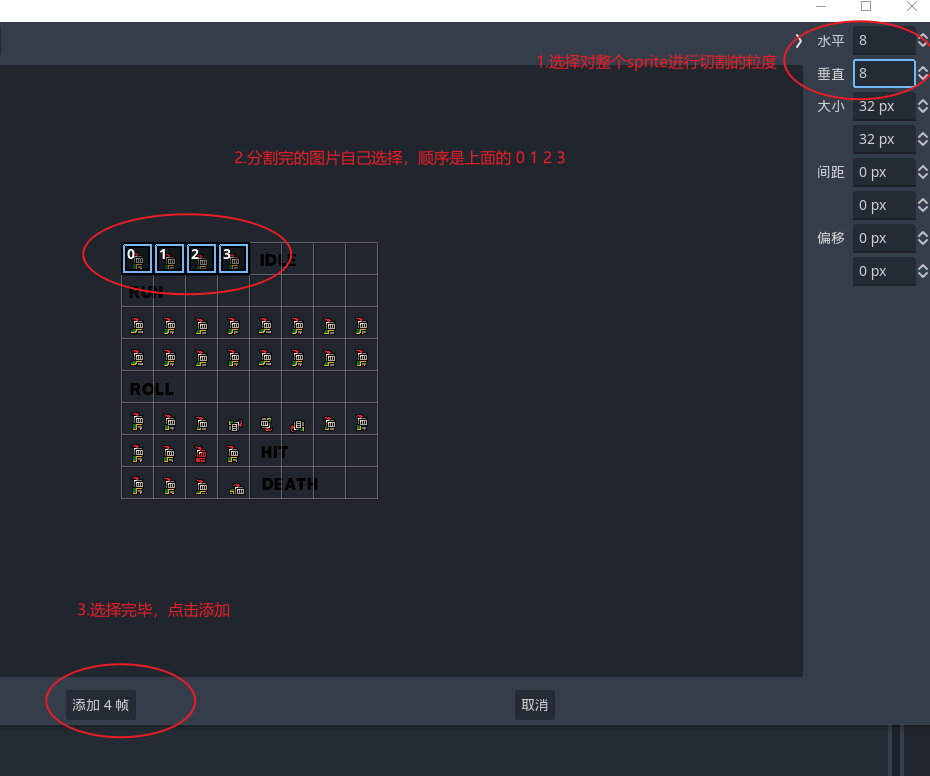 水平 8
1.选择对整个sprite进行切割的粒度
垂直 8
大小 32 px
32 px
2.分割完的图片自己选择，顺序是上面的 0 1 2 3
间距 0 px
0 px
偏移 0 px
0 px
0 1 2 3 IDLE
RUN
ROLL
HIT
DEATH
3.选择完毕，点击添加
添加 4 帧 取消